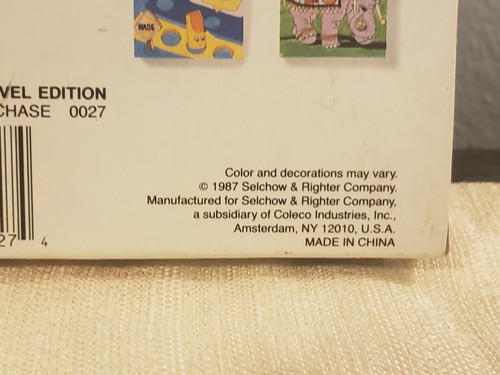 BASE
VEL EDITION
CHASE 0027
27 4
Color and decorations may vary.
© 1987 Selchow & Righter Company.
Manufactured for Selchow & Righter Company,
a subsidiary of Coleco Industries, Inc.,
Amsterdam, NY 12010, U.S.A.
MADE IN CHINA